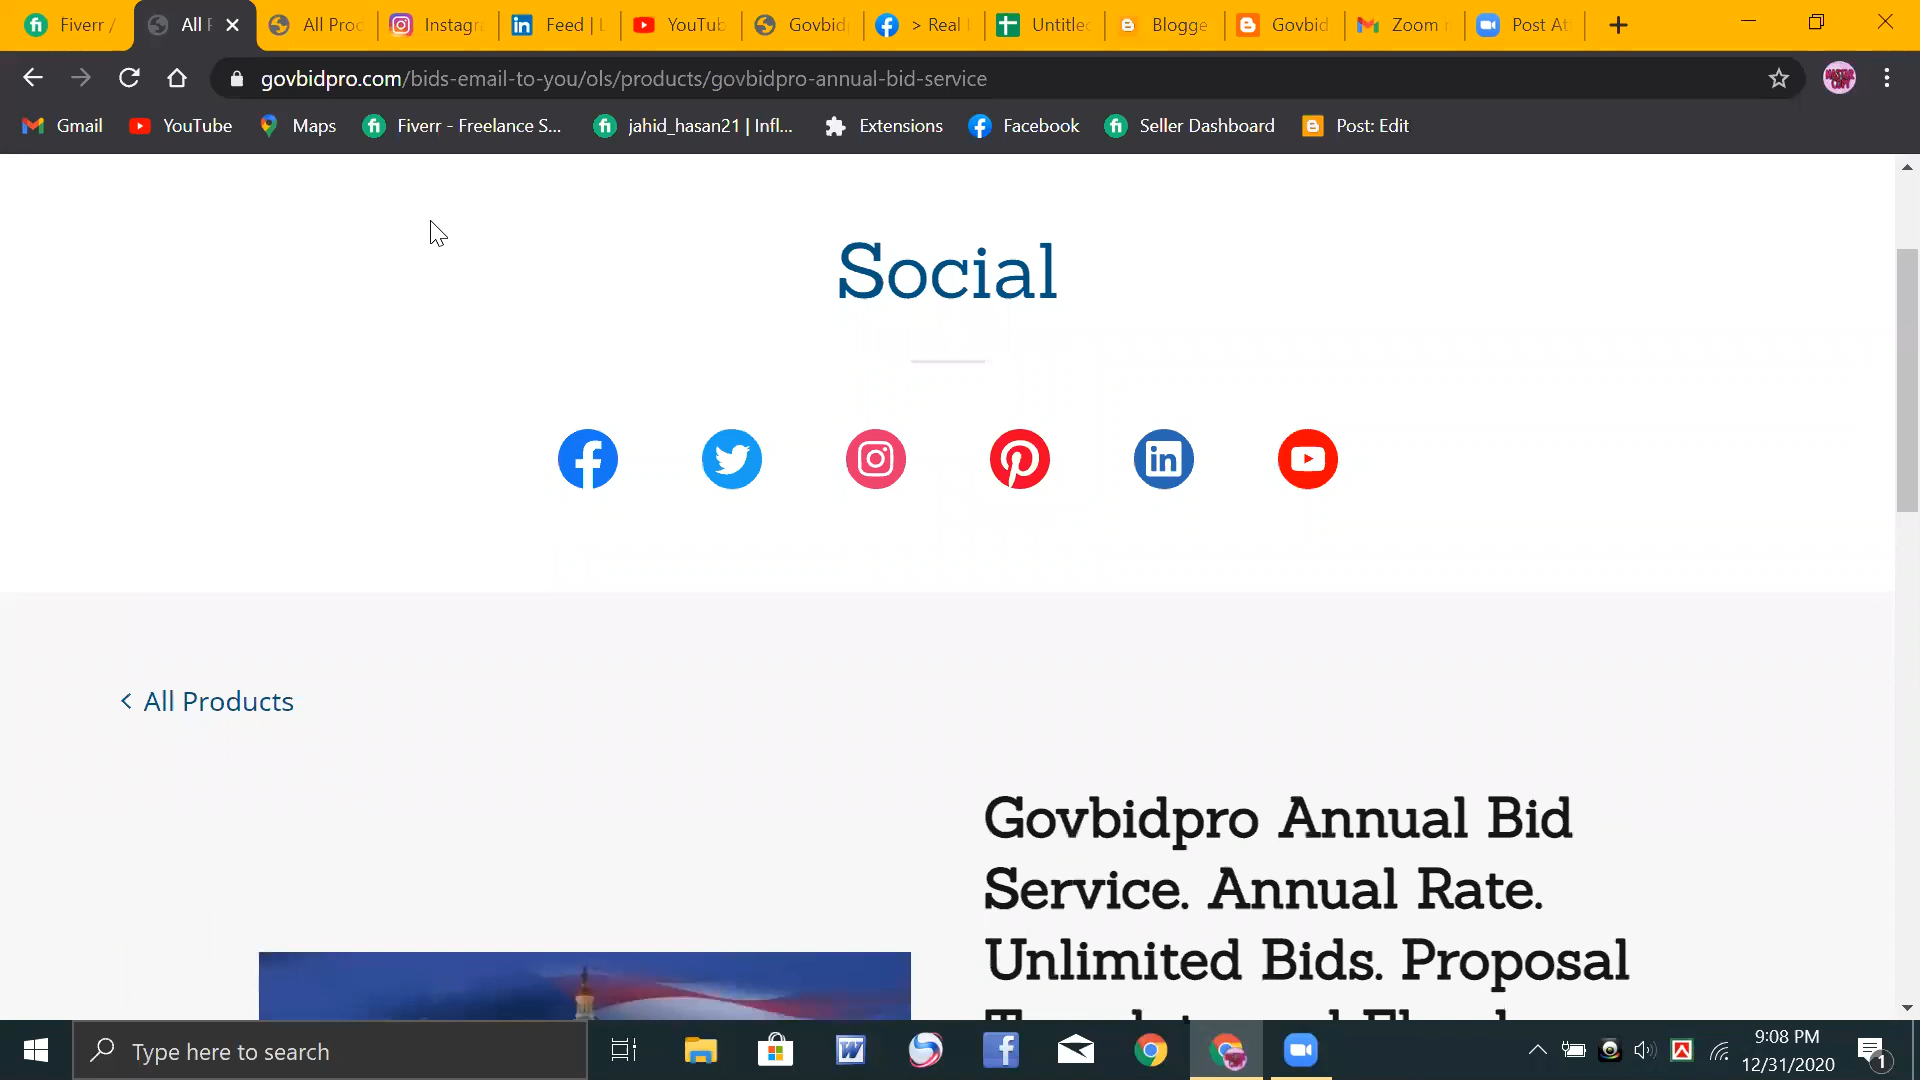 Fiverr /
All
All Proc
Instagra
Feed | L
YouTub
Govbid
> Real
Untitle
Blogge
Govbid
Zoom
Post At
govbidpro.com/bids-email-to-you/ols/products/govbidpro-annual-bid-service
Gmail
YouTube
Maps
Fiverr - Freelance S...
jahid_hasan21 | Infl...
Extensions
Facebook
Seller Dashboard
Post: Edit
Social
< All Products
Govbidpro Annual Bid
Service. Annual Rate.
Unlimited Bids. Proposal
Type here to search
9:08 PM
12/31/2020
1